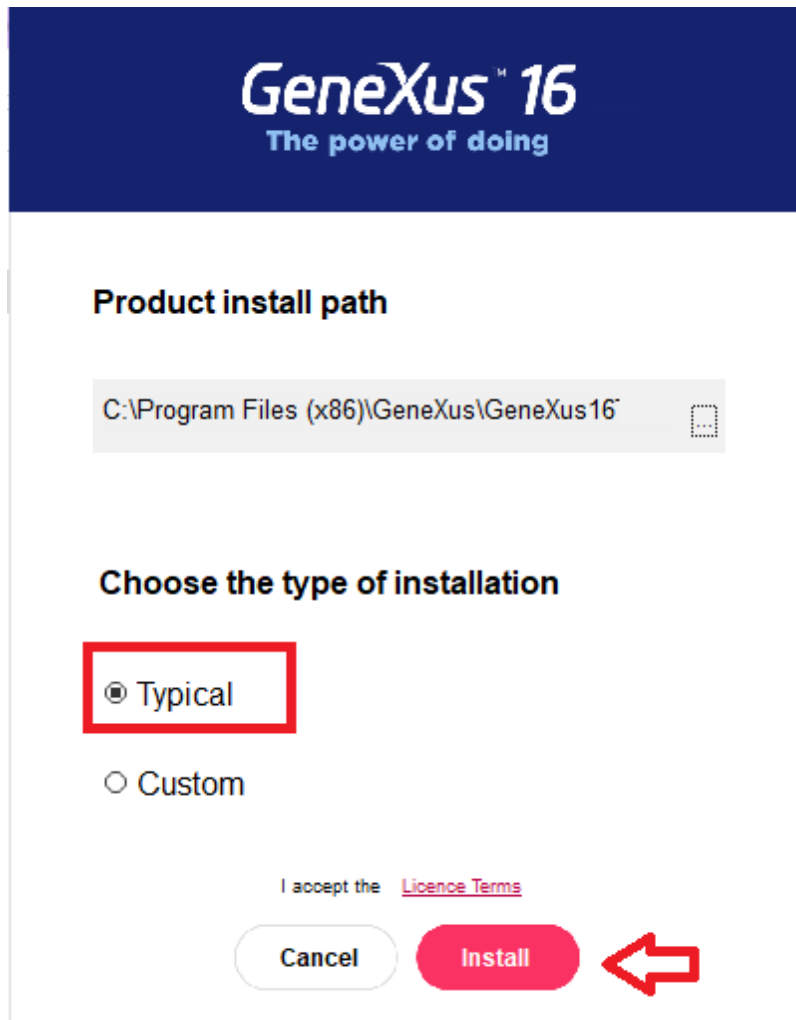 GeneXus™ 16
The power of doing
Product install path
C:\Program Files (x86)\GeneXus\GeneXus16
...
Choose the type of installation
Typical
Custom
I accept the Licence Terms
Cancel
Install